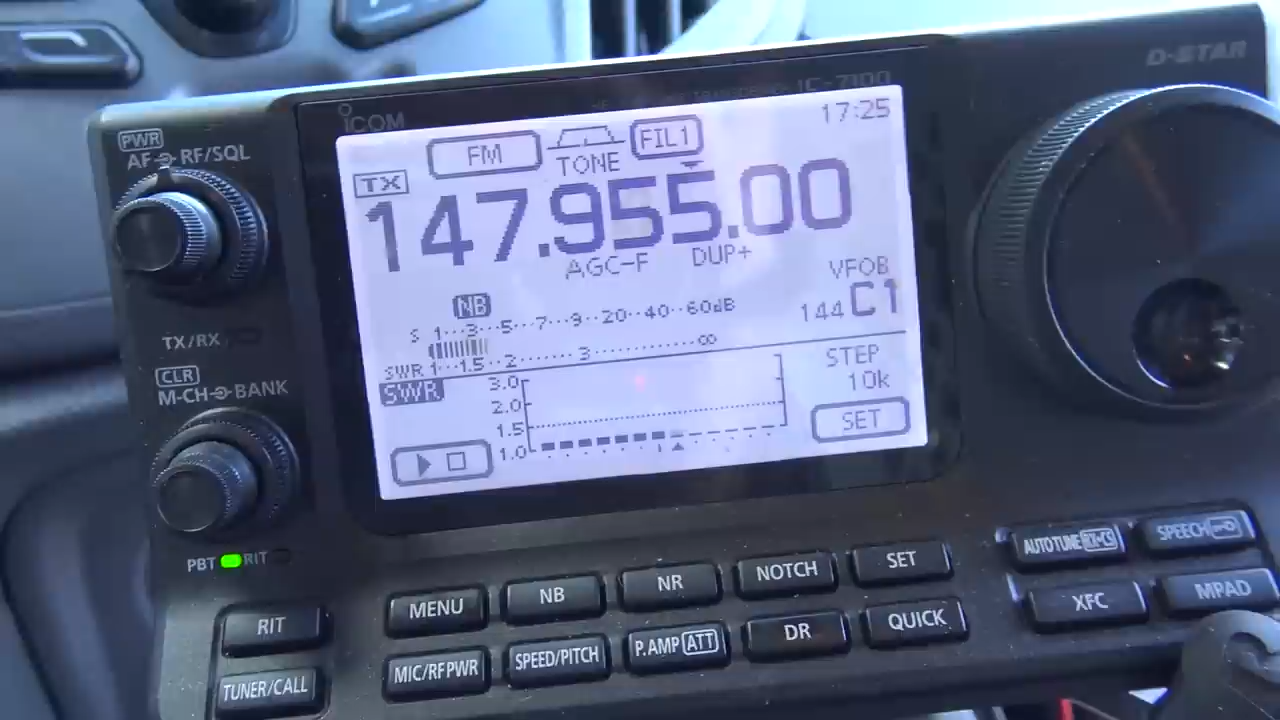 D-STAR
ICOM
IC-7100
PWR
AF RF/SQL
FM
TONE
FIL1
17:25
TX
147.955.00
AGC-F DUP+
VFOB
144 C1
NB
S 1···3···5···7···9···20···40···60dB
SWR 1···1.5···2········3···············∞
TX/RX
CLR
M-CH BANK
SWR
3.0
2.0
1.5
1.0
STEP
10k
SET
PBT RIT
RIT
TUNER/CALL
MENU NB NR NOTCH SET
MIC/RF PWR SPEED/PITCH P.AMP ATT DR QUICK
AUTO TUNE SPEECH
XFC MPAD